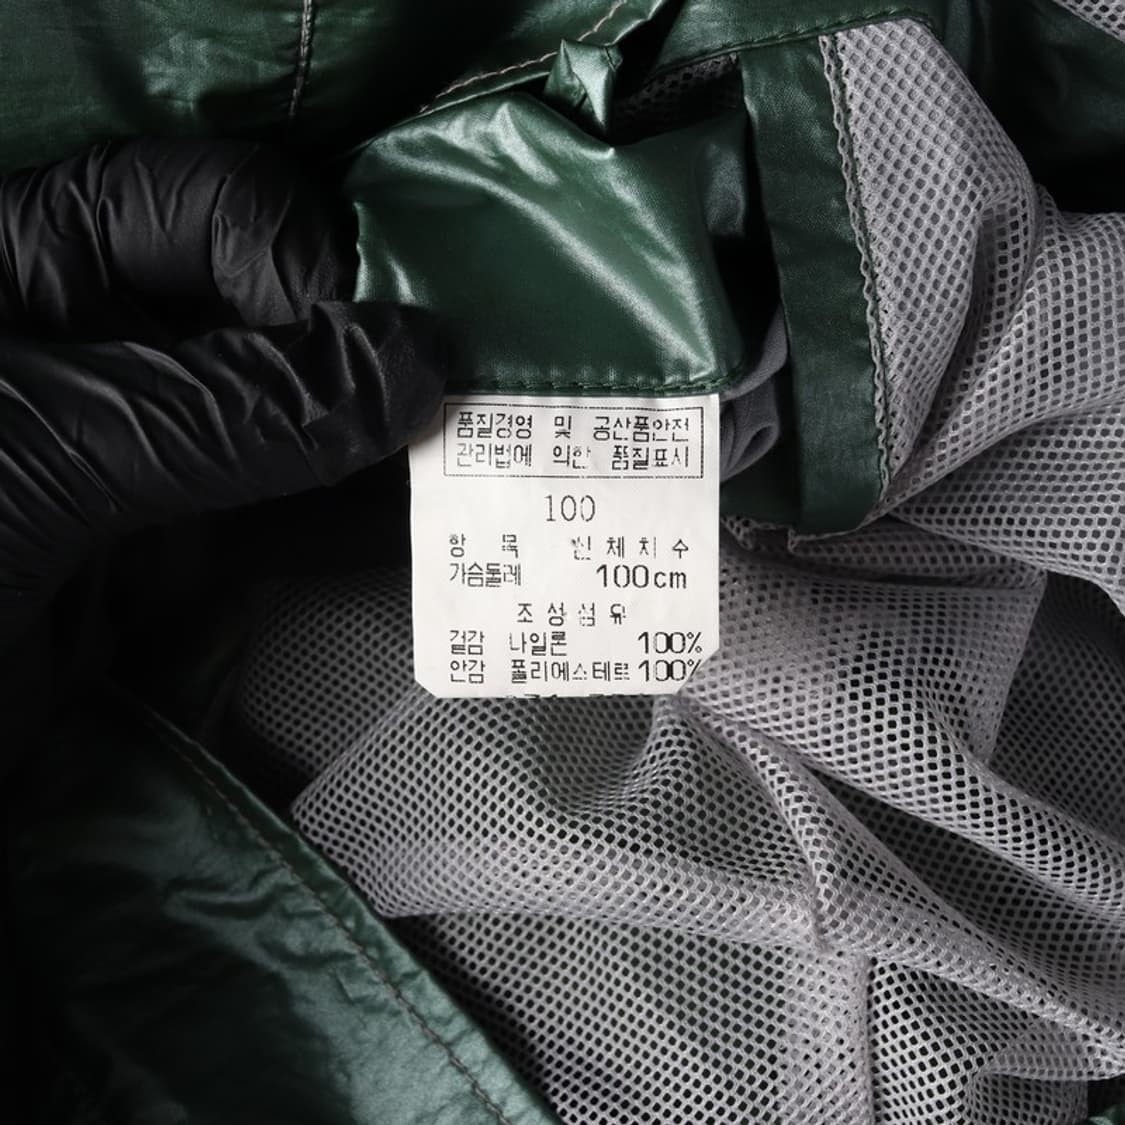 품질경영 및 공산품안전
관리법에 의한 품질표시
100
항 목 신 체 치 수
가슴둘레 100cm
조 성 섬 유
겉감 나일론 100%
안감 폴리에스테르 100%